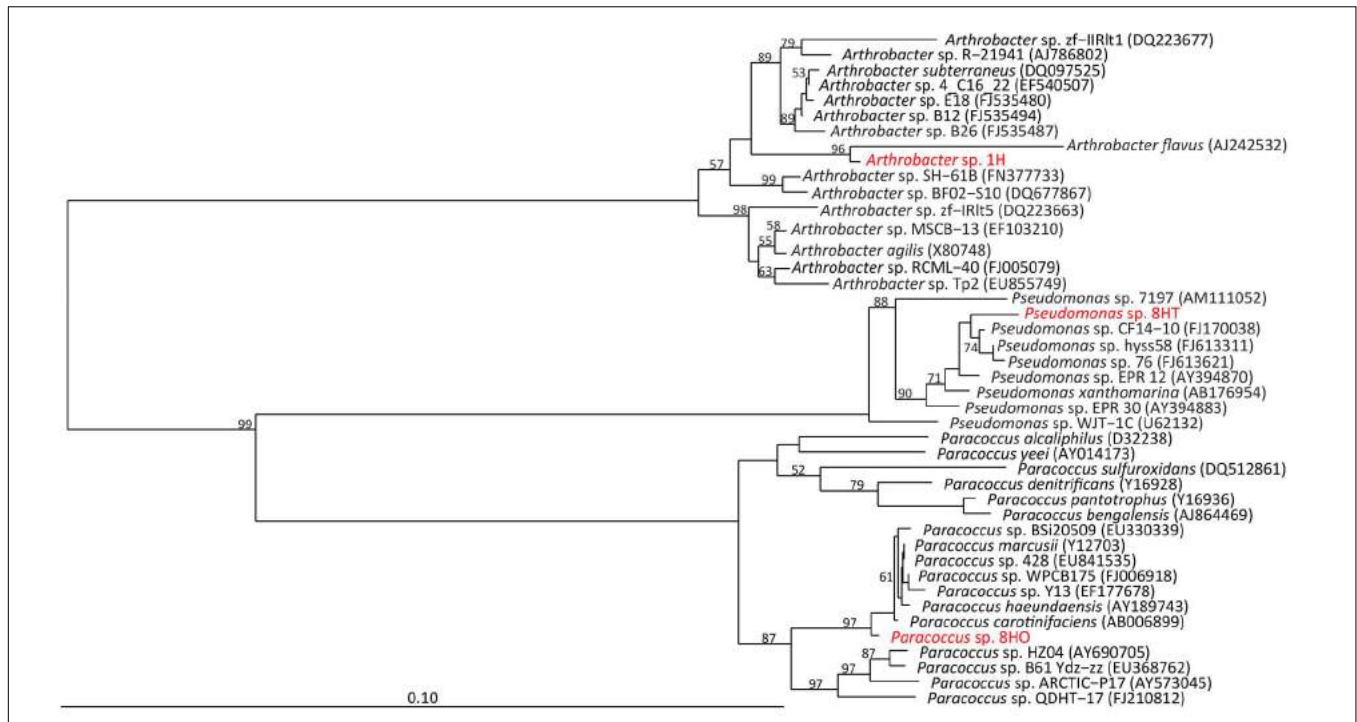 79
Arthrobacter sp. zf-IIRlt1 (DQ223677)
Arthrobacter sp. R-21941 (AJ786802)
89
53
Arthrobacter subterraneus (DQ097525)
Arthrobacter sp. 4_C16_22 (EF540507)
Arthrobacter sp. E18 (FJ535480)
Arthrobacter sp. B12 (FJ535494)
89
Arthrobacter sp. B26 (FJ535487)
Arthrobacter flavus (AJ242532)
96
Arthrobacter sp. 1H
57
Arthrobacter sp. SH-61B (FN377733)
99
Arthrobacter sp. BF02-S10 (DQ677867)
98
Arthrobacter sp. zf-IRlt5 (DQ223663)
58
Arthrobacter sp. MSCB-13 (EF103210)
55
Arthrobacter agilis (X80748)
Arthrobacter sp. RCML-40 (FJ005079)
63
Arthrobacter sp. Tp2 (EU855749)
88
Pseudomonas sp. 7197 (AM111052)
Pseudomonas sp. 8HT
Pseudomonas sp. CF14-10 (FJ170038)
74
Pseudomonas sp. hyss58 (FJ613311)
Pseudomonas sp. 76 (FJ613621)
71
Pseudomonas sp. EPR 12 (AY394870)
90
Pseudomonas xanthomarina (AB176954)
Pseudomonas sp. EPR 30 (AY394883)
99
Pseudomonas sp. WJT-1C (U62132)
Paracoccus alcaliphilus (D32238)
Paracoccus yeei (AY014173)
52
Paracoccus sulfuroxidans (DQ512861)
79
Paracoccus denitrificans (Y16928)
Paracoccus pantotrophus (Y16936)
Paracoccus bengalensis (AJ864469)
Paracoccus sp. BSi20509 (EU330339)
Paracoccus marcusii (Y12703)
Paracoccus sp. 428 (EU841535)
61
Paracoccus sp. WPCB175 (FJ006918)
Paracoccus sp. Y13 (EF177678)
Paracoccus haeundaensis (AY189743)
97
Paracoccus carotinifaciens (AB006899)
87
Paracoccus sp. 8HO
87
Paracoccus sp. HZ04 (AY690705)
97
Paracoccus sp. B61 Ydz-zz (EU368762)
97
Paracoccus sp. ARCTIC-P17 (AY573045)
Paracoccus sp. QDHT-17 (FJ210812)
0.10